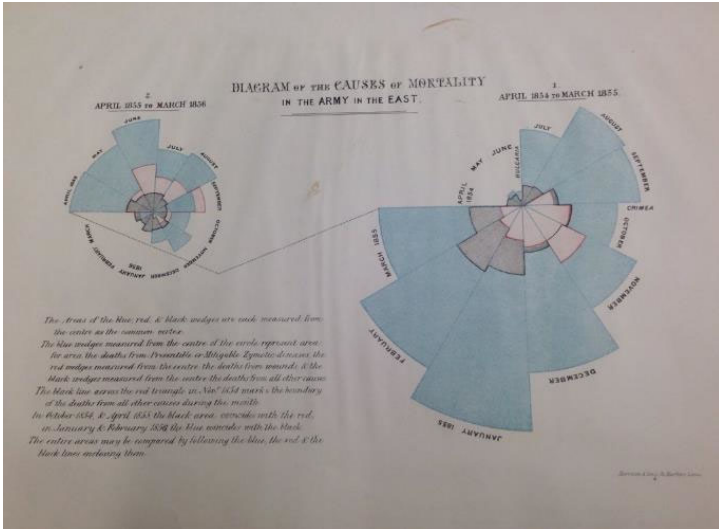 DIAGRAM OF THE CAUSES OF MORTALITY
IN THE ARMY IN THE EAST.
2.
APRIL 1855 TO MARCH 1856
JUNE
MAY
JULY
AUGUST
APRIL 1855
SEPTEMBER
OCTOBER
NOVEMBER
DECEMBER
JANUARY 1856
FEBRUARY
MARCH
1.
APRIL 1854 TO MARCH 1855
JULY
AUGUST
BULGARIA
JUNE
MAY
SEPTEMBER
APRIL 1854
CRIMEA
OCTOBER
MARCH 1855
NOVEMBER
FEBRUARY
DECEMBER
JANUARY 1855
The Areas of the blue, red, & black wedges are each measured from
the centre as the common vertex.
The blue wedges measured from the centre of the circle represent area
for area the deaths from Preventible or Mitigable Zymotic diseases, the
red wedges measured from the centre the deaths from wounds, & the
black wedges measured from the centre the deaths from all other causes
The black line across the red triangle in Nov.r 1854 marks the boundary
of the deaths from all other causes during the month
In October 1854, & April 1855 the black area coincides with the red,
in January & February 1856 the blue coincides with the black
The entire areas may be compared by following the blue, the red & the
black lines enclosing them.